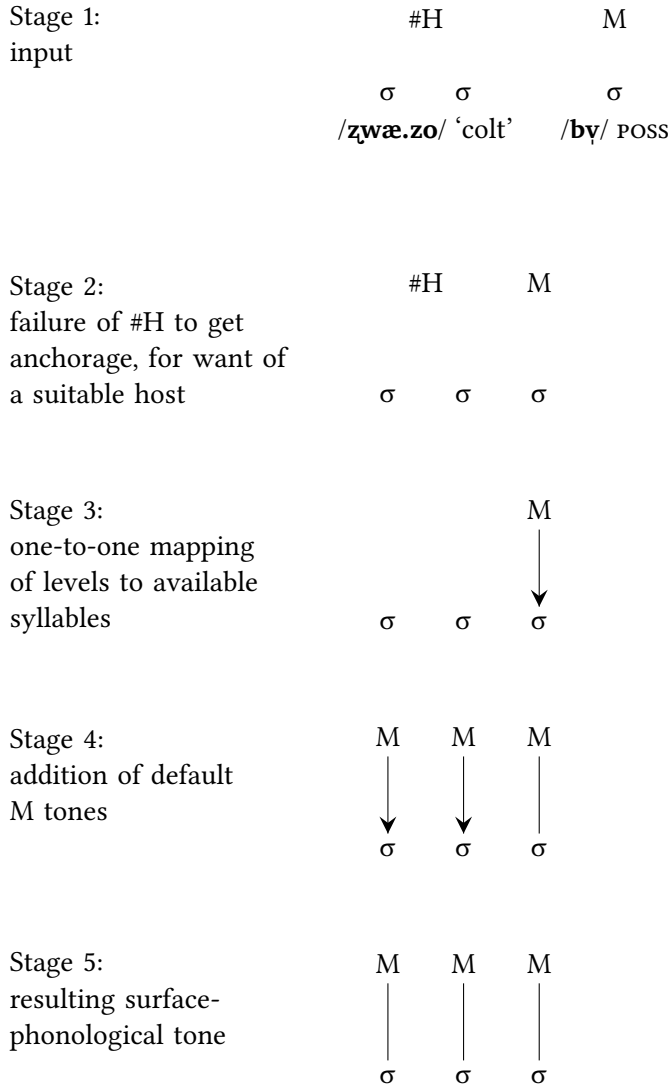 Stage 1: #H M
input
σ σ σ
/ʐwæ.zo/ ‘colt’ /bv̩/ POSS
Stage 2: #H M
failure of #H to get
anchorage, for want of
a suitable host σ σ σ
Stage 3: M
one-to-one mapping
of levels to available
syllables σ σ σ
Stage 4: M M M
addition of default
M tones
σ σ σ
Stage 5: M M M
resulting surface-
phonological tone
σ σ σ